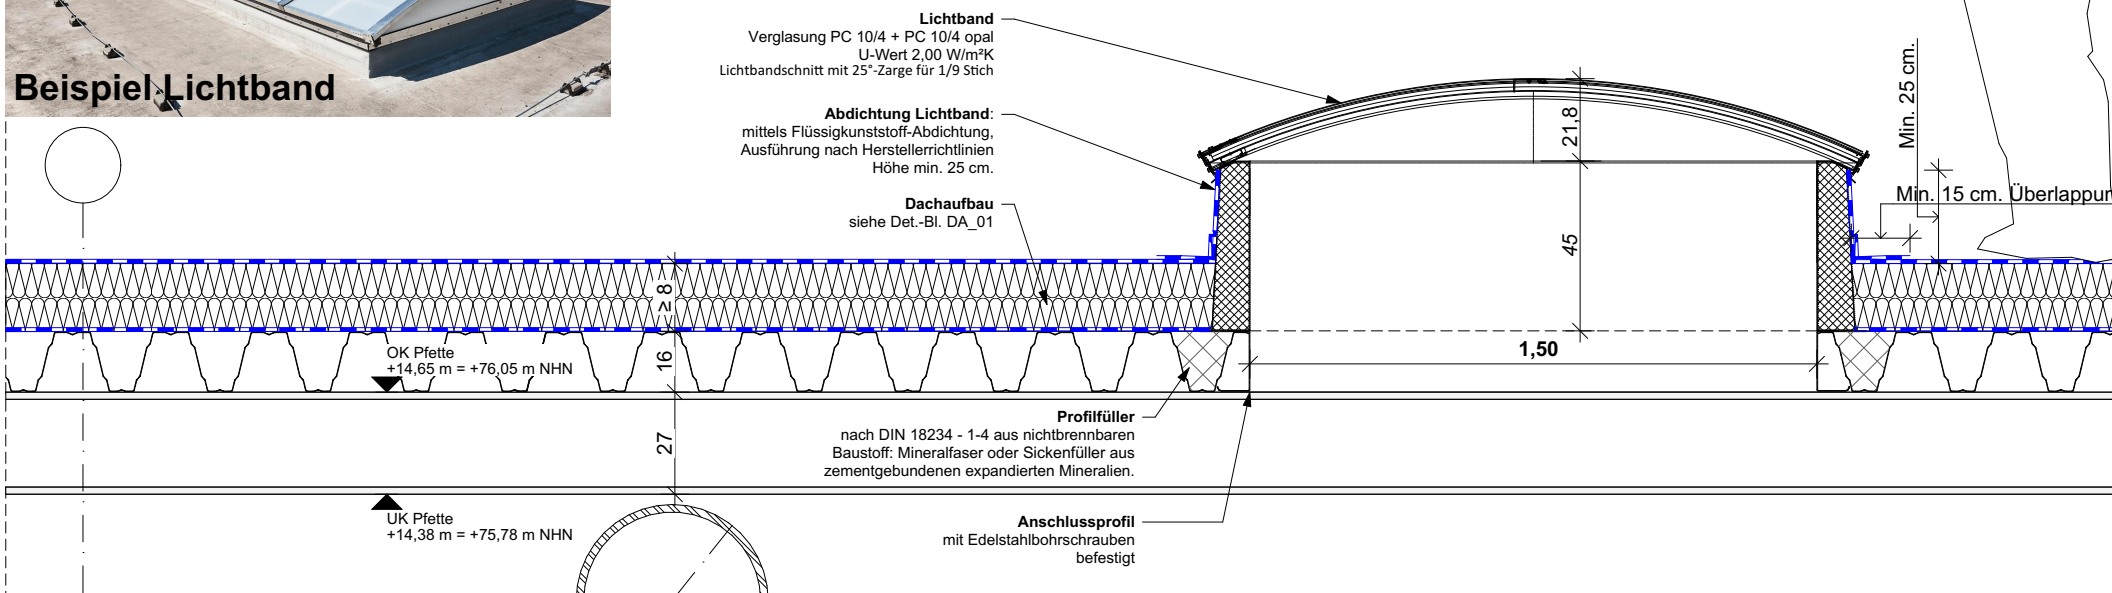 Beispiel Lichtband
Lichtband
Verglasung PC 10/4 + PC 10/4 opal
U-Wert 2,00 W/m²K
Lichtbandschnitt mit 25°-Zarge für 1/9 Stich
Abdichtung Lichtband:
mittels Flüssigkunststoff-Abdichtung,
Ausführung nach Herstellerrichtlinien
Höhe min. 25 cm.
Dachaufbau
siehe Det.-Bl. DA_01
21,8
45
1,50
Min. 25 cm.
Min. 15 cm. Überlappun
≥ 8
16
27
OK Pfette
+14,65 m = +76,05 m NHN
UK Pfette
+14,38 m = +75,78 m NHN
Profilfüller
nach DIN 18234 - 1-4 aus nichtbrennbaren
Baustoff: Mineralfaser oder Sickenfüller aus
zementgebundenen expandierten Mineralien.
Anschlussprofil
mit Edelstahlbohrschrauben
befestigt